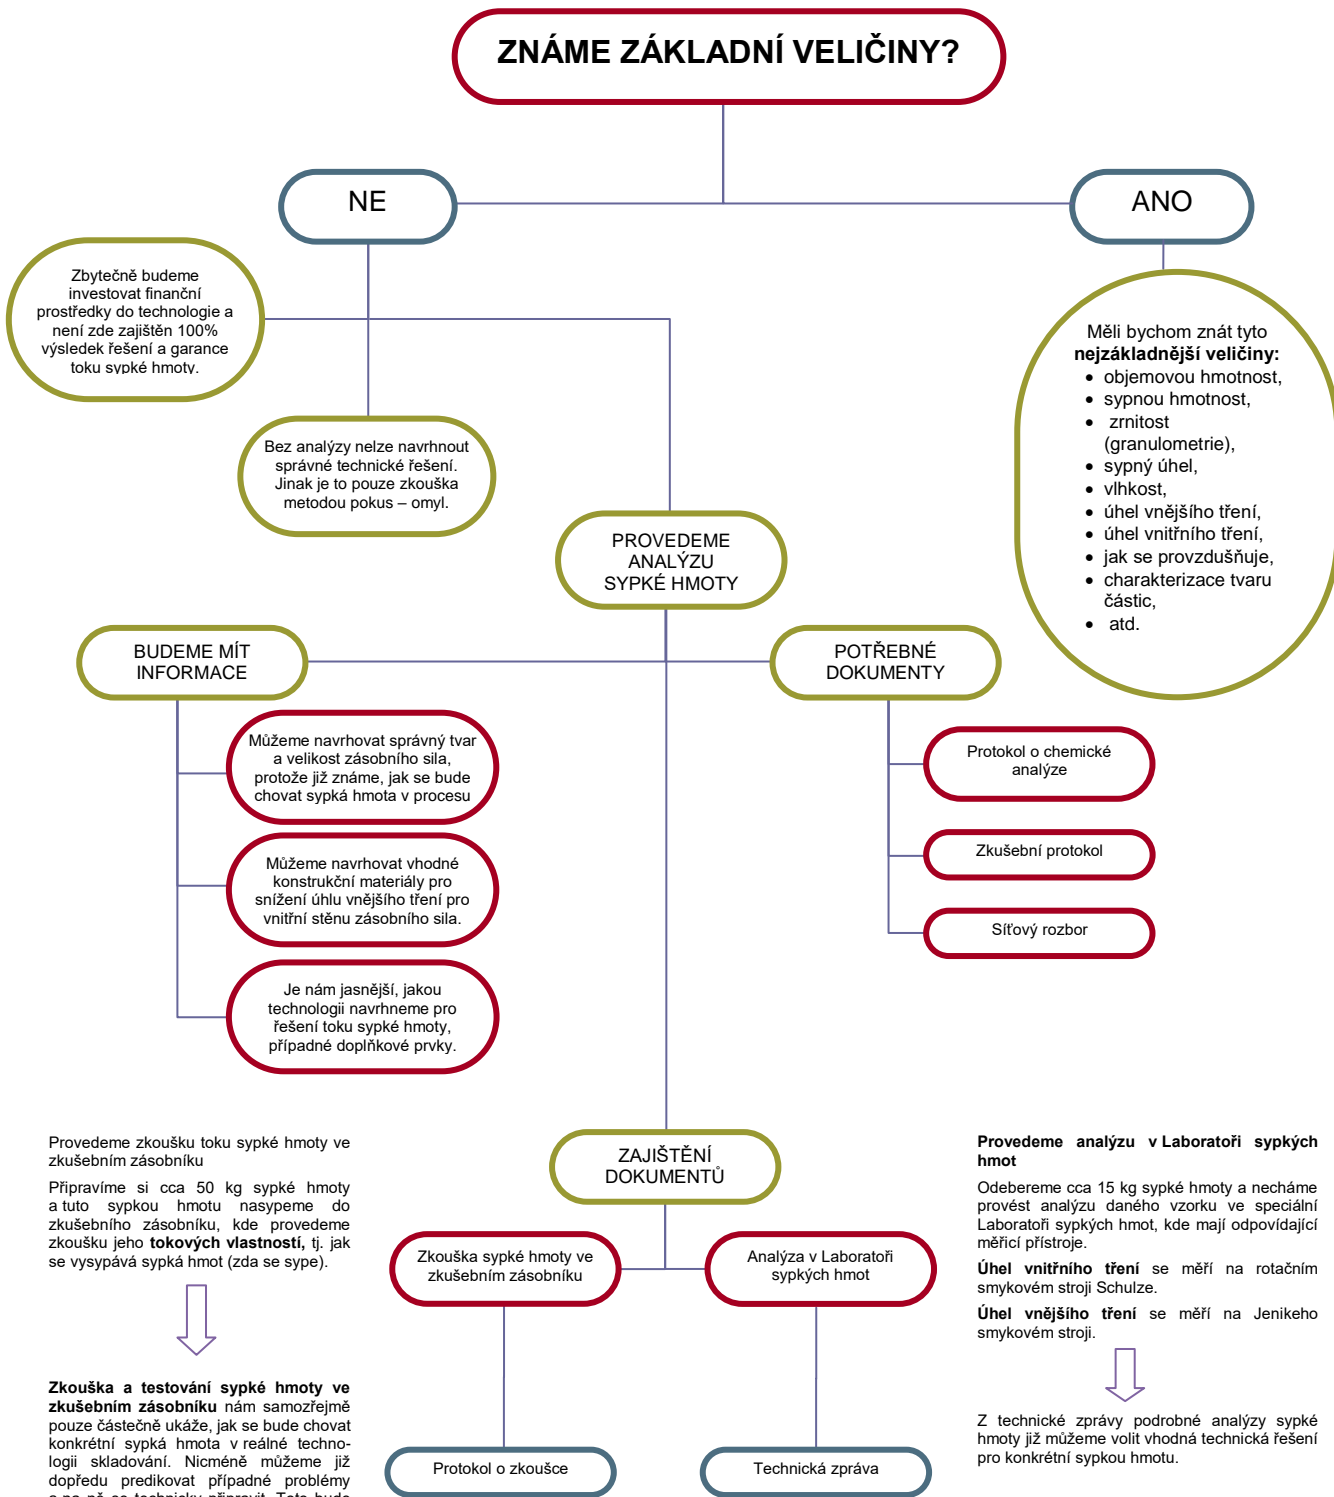 ZNÁME ZÁKLADNÍ VELIČINY?
NE
ANO
Zbytečně budeme
investovat finanční
prostředky do technologie a
není zde zajištěn 100%
výsledek řešení a garance
toku sypké hmoty.
Bez analýzy nelze navrhnout
správné technické řešení.
Jinak je to pouze zkouška
metodou pokus – omyl.
Měli bychom znát tyto
nejzákladnější veličiny:
• objemovou hmotnost,
• sypnou hmotnost,
• zrnitost
(granulometrie),
• sypný úhel,
• vlhkost,
• úhel vnějšího tření,
• úhel vnitřního tření,
• jak se provzdušňuje,
• charakterizace tvaru
částic,
• atd.
PROVEDEME
ANALÝZU
SYPKÉ HMOTY
BUDEME MÍT
INFORMACE
POTŘEBNÉ
DOKUMENTY
Můžeme navrhovat správný tvar
a velikost zásobního sila,
protože již známe, jak se bude
chovat sypká hmota v procesu
Můžeme navrhovat vhodné
konstrukční materiály pro
snížení úhlu vnějšího tření pro
vnitřní stěnu zásobního sila.
Je nám jasnější, jakou
technologii navrhneme pro
řešení toku sypké hmoty,
případné doplňkové prvky.
Protokol o chemické
analýze
Zkušební protokol
Síťový rozbor
Provedeme zkoušku toku sypké hmoty ve
zkušebním zásobníku
Připravíme si cca 50 kg sypké hmoty
a tuto sypkou hmotu nasypeme do
zkušebního zásobníku, kde provedeme
zkoušku jeho tokových vlastností, tj. jak
se vysypává sypká hmot (zda se sype).
Zkouška a testování sypké hmoty ve
zkušebním zásobníku nám samozřejmě
pouze částečně ukáže, jak se bude chovat
konkrétní sypká hmota v reálné techno-
logii skladování. Nicméně můžeme již
dopředu predikovat případné problémy
a na ně se technicky připravit. Toto bude
ZAJIŠTĚNÍ
DOKUMENTŮ
Zkouška sypké hmoty ve
zkušebním zásobníku
Analýza v Laboratoři
sypkých hmot
Protokol o zkoušce
Technická zpráva
Provedeme analýzu v Laboratoři sypkých
hmot
Odebereme cca 15 kg sypké hmoty a necháme
provést analýzu daného vzorku ve speciální
Laboratoři sypkých hmot, kde mají odpovídající
měřicí přístroje.
Úhel vnitřního tření se měří na rotačním
smykovém stroji Schulze.
Úhel vnějšího tření se měří na Jenikeho
smykovém stroji.
Z technické zprávy podrobné analýzy sypké
hmoty již můžeme volit vhodná technická řešení
pro konkrétní sypkou hmotu.